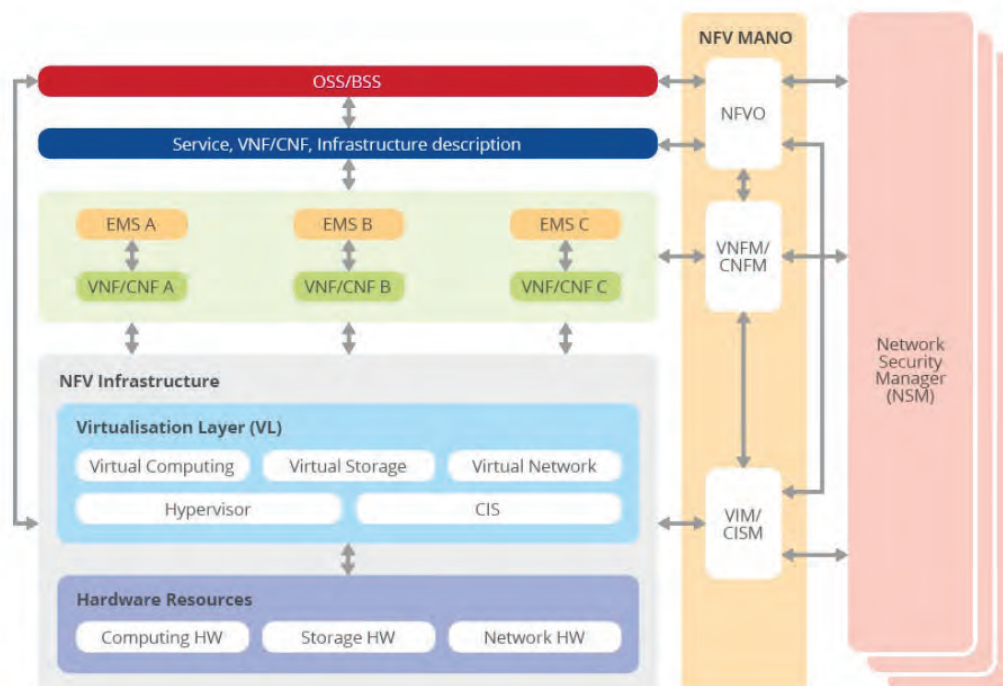 NFV MANO
OSS/BSS
NFVO
Service, VNF/CNF, Infrastructure description
EMS A
EMS B
EMS C
VNFM/
CNFM
VNF/CNF A
VNF/CNF B
VNF/CNF C
Network
Security
Manager
(NSM)
NFV Infrastructure
Virtualisation Layer (VL)
Virtual Computing
Virtual Storage
Virtual Network
Hypervisor
CIS
VIM/
CISM
Hardware Resources
Computing HW
Storage HW
Network HW